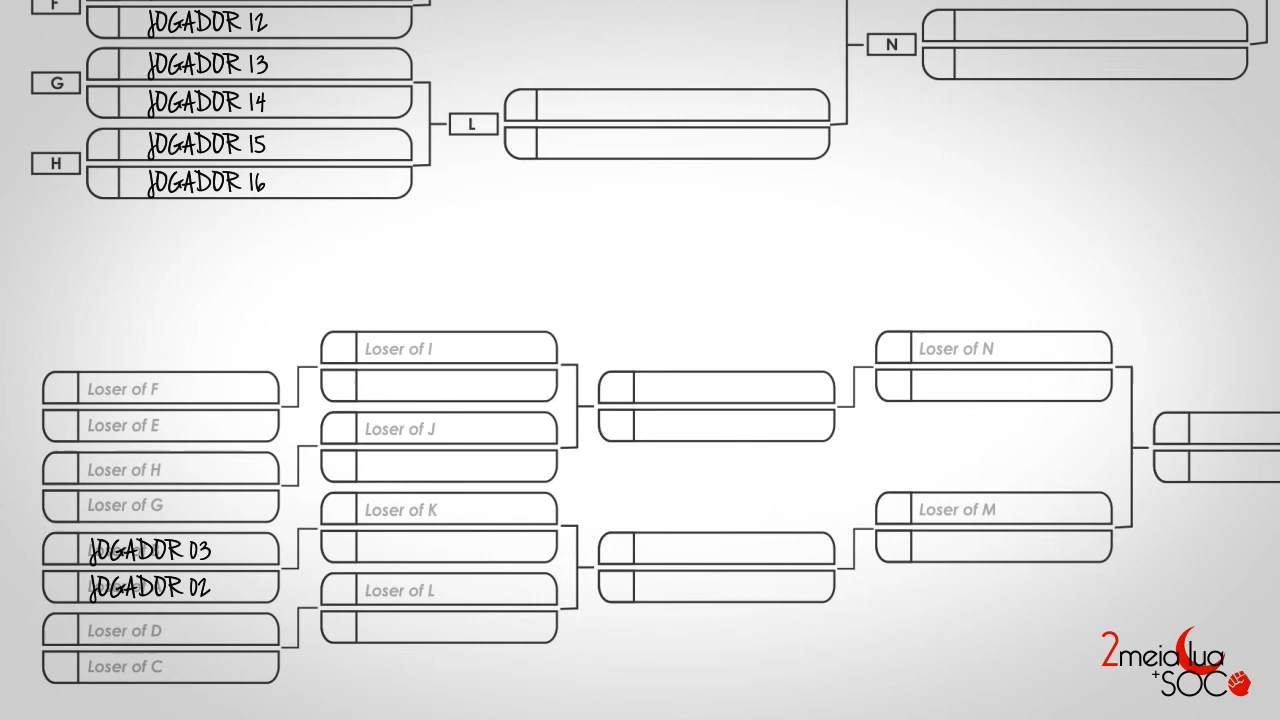 F
JOGADOR 12
N
JOGADOR 13
G
JOGADOR 14
L
JOGADOR 15
H
JOGADOR 16
Loser of I
Loser of N
Loser of F
Loser of E
Loser of J
Loser of H
Loser of G
Loser of K
Loser of M
JOGADOR 03
JOGADOR 02
Loser of L
Loser of D
Loser of C
2meia lua
+SOCO